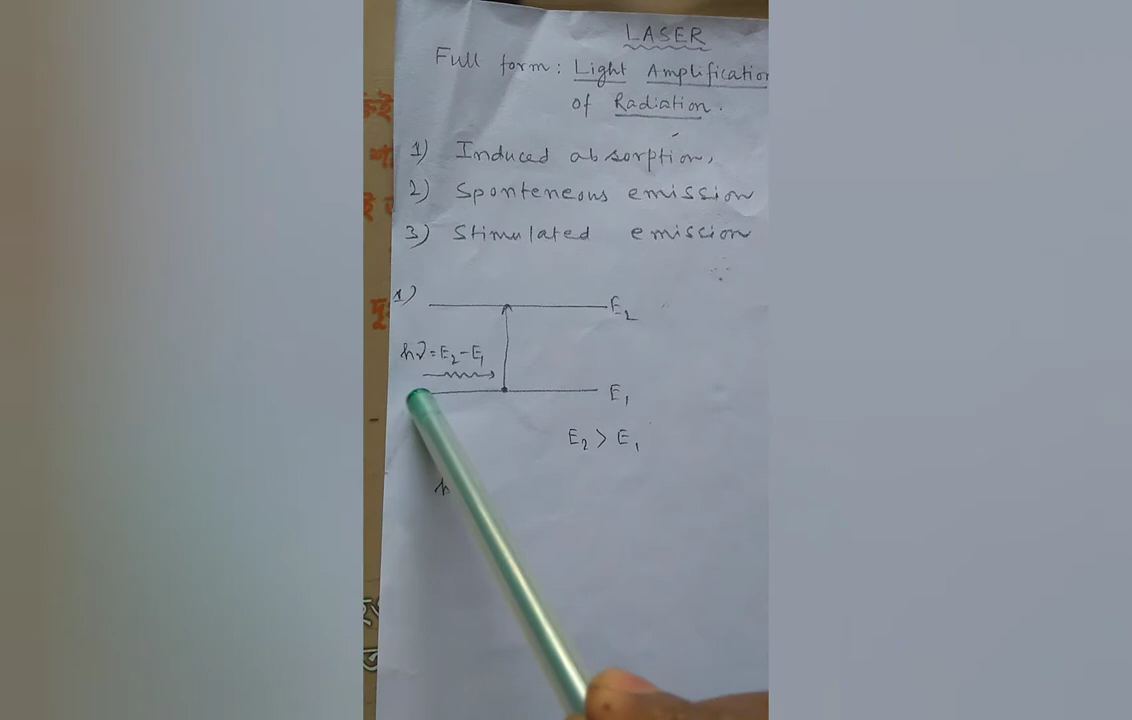 LASER
Full form: Light Amplification
of Radiation.
1) Induced absorption,
2) Sponteneous emission
3) Stimulated emission
1)
E₂
hν = E₂ - E₁
E₁
E₂ > E₁
h